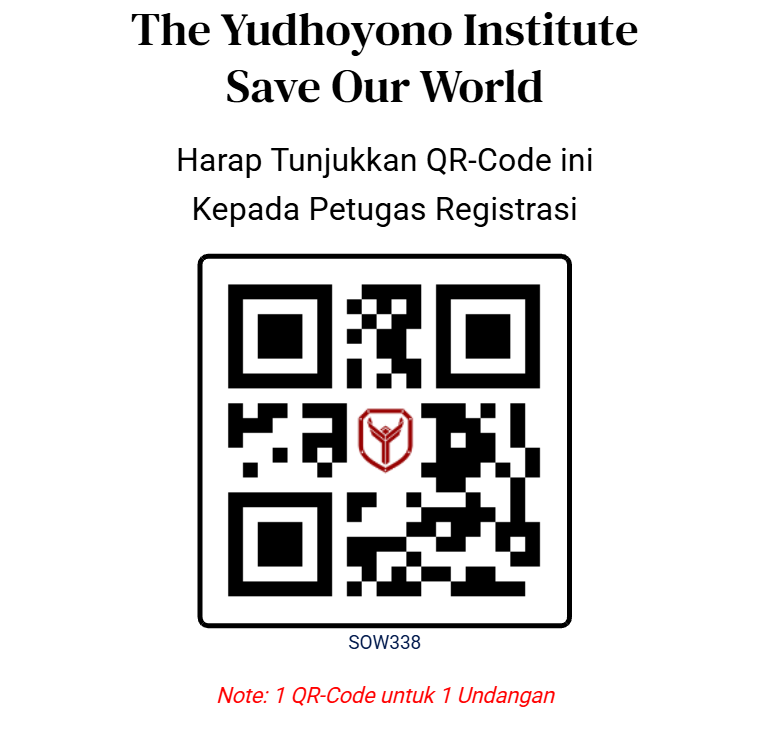 The Yudhoyono Institute
Save Our World
Harap Tunjukkan QR-Code ini
Kepada Petugas Registrasi
SOW338
Note: 1 QR-Code untuk 1 Undangan